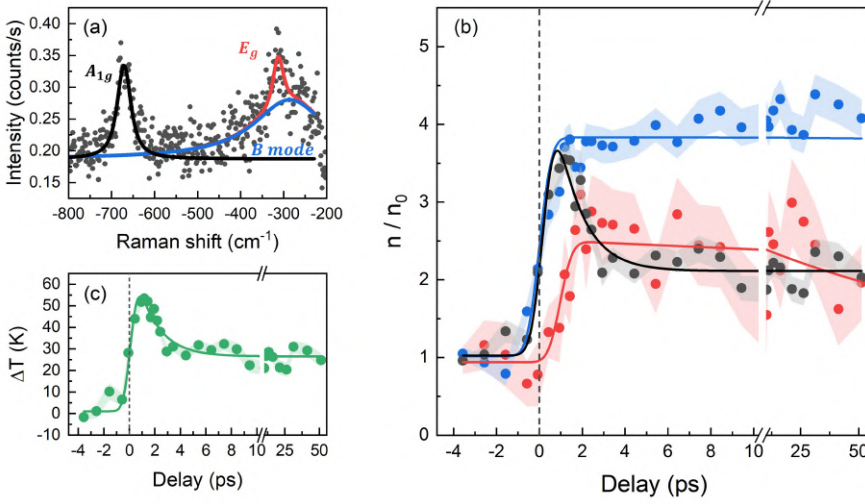 (a)
Intensity (counts/s)
0.40
0.35
0.30
0.25
0.20
0.15
A1g
Eg
B mode
-800 -700 -600 -500 -400 -300 -200
Raman shift (cm-1)
(c)
ΔT (K)
60
50
40
30
20
10
0
-10
-4 -2 0 2 4 6 8 10 25 50
Delay (ps)
(b)
n / n0
5
4
3
2
1
0
-4 -2 0 2 4 6 8 10 25 50
Delay (ps)